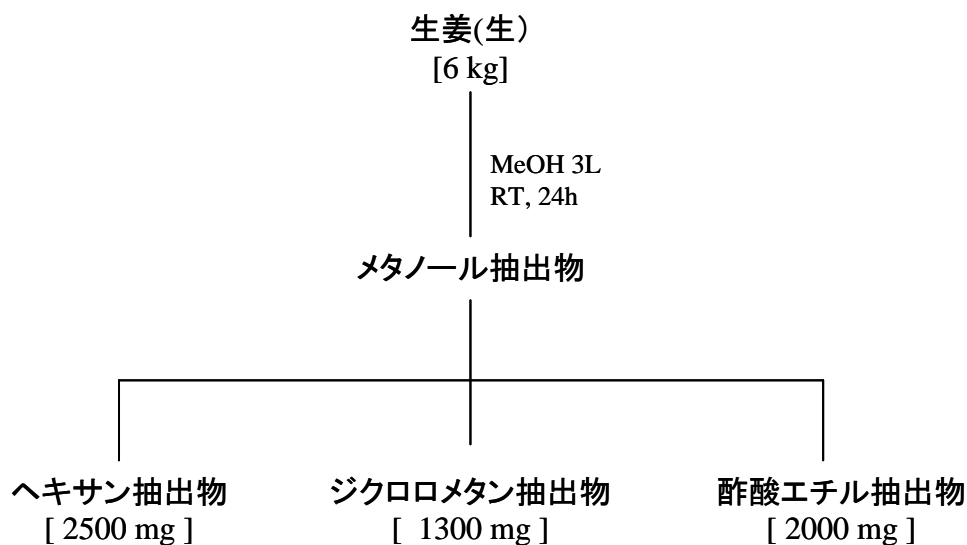 生姜(生）
[6 kg]
MeOH 3L
RT, 24h
メタノール抽出物
ヘキサン抽出物
[ 2500 mg ]
ジクロロメタン抽出物
[ 1300 mg ]
酢酸エチル抽出物
[ 2000 mg ]